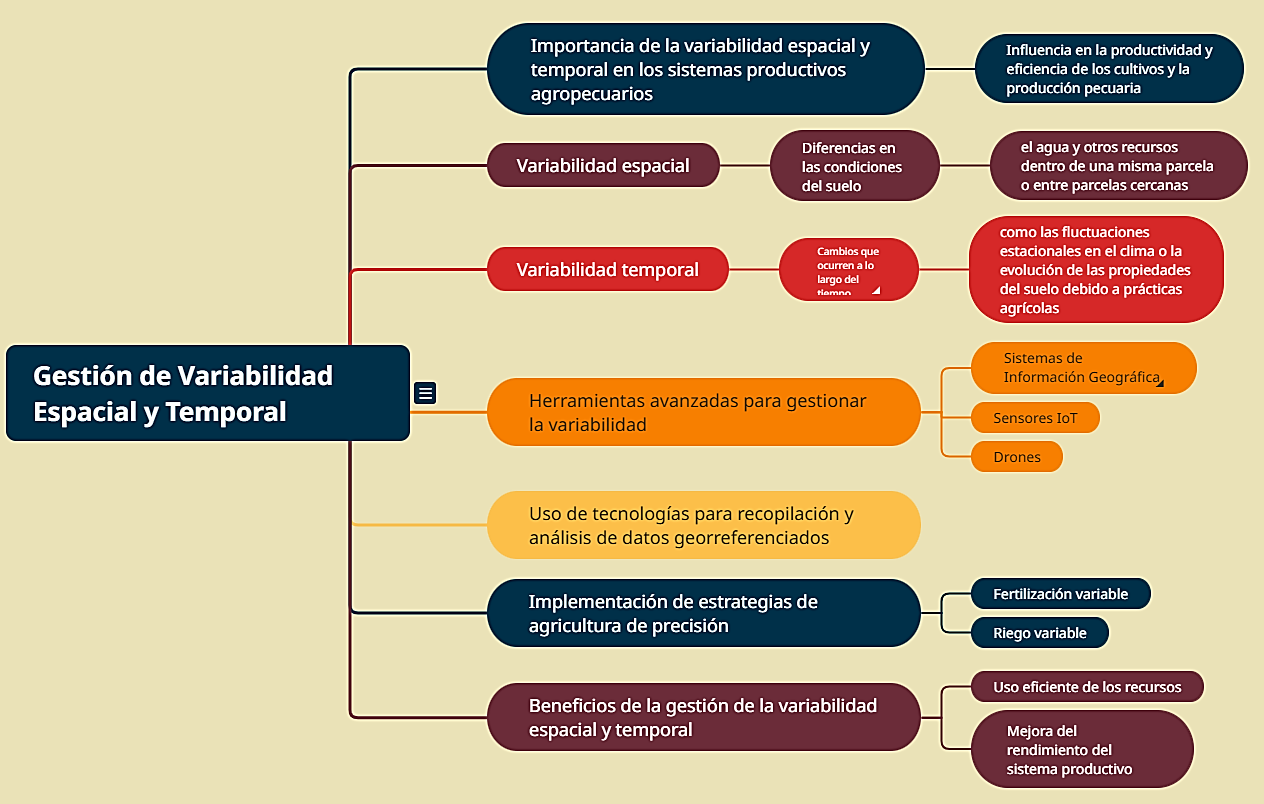 Importancia de la variabilidad espacial y
temporal en los sistemas productivos
agropecuarios
Influencia en la productividad y
eficiencia de los cultivos y la
producción pecuaria
Variabilidad espacial
Diferencias en
las condiciones
del suelo
el agua y otros recursos
dentro de una misma parcela
o entre parcelas cercanas
Variabilidad temporal
Cambios que
ocurren a lo
largo del
tiempo
como las fluctuaciones
estacionales en el clima o la
evolución de las propiedades
del suelo debido a prácticas
agrícolas
Gestión de Variabilidad
Espacial y Temporal
Herramientas avanzadas para gestionar
la variabilidad
Sistemas de
Información Geográfica
Sensores IoT
Drones
Uso de tecnologías para recopilación y
análisis de datos georreferenciados
Implementación de estrategias de
agricultura de precisión
Fertilización variable
Riego variable
Beneficios de la gestión de la variabilidad
espacial y temporal
Uso eficiente de los recursos
Mejora del
rendimiento del
sistema productivo